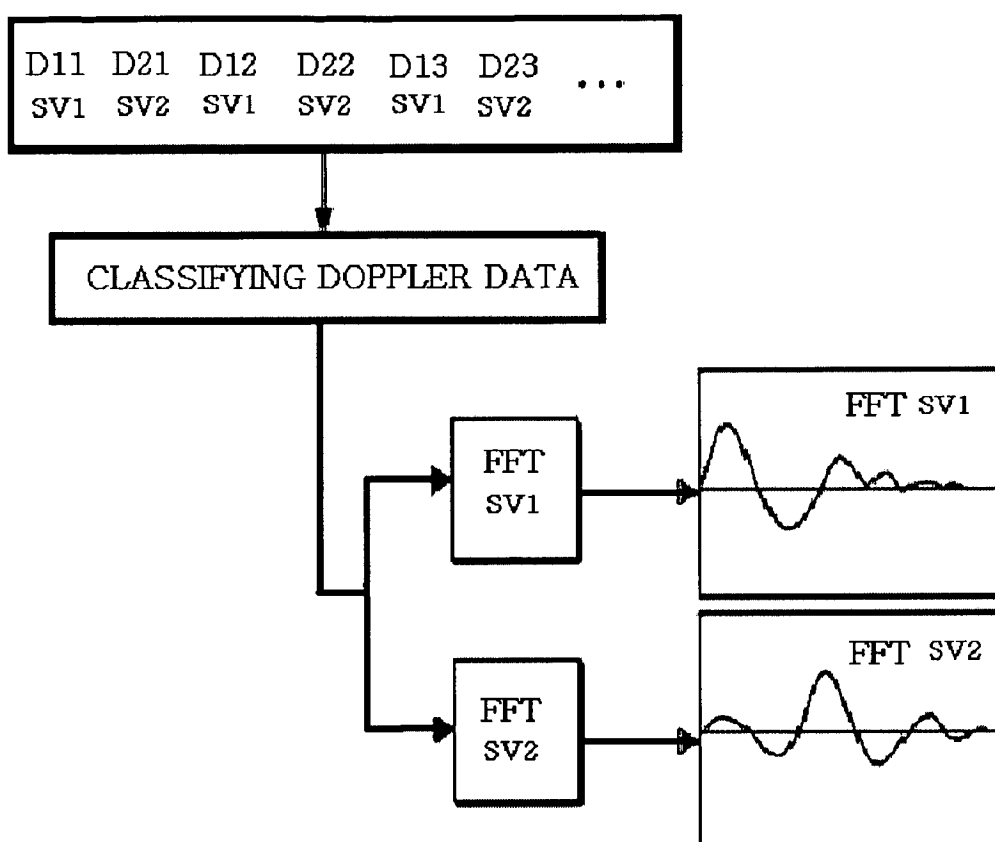 D11 D21 D12 D22 D13 D23 ...
SV1 SV2 SV1 SV2 SV1 SV2
CLASSIFYING DOPPLER DATA
FFT SV1
FFT
SV1
FFT SV2
FFT
SV2